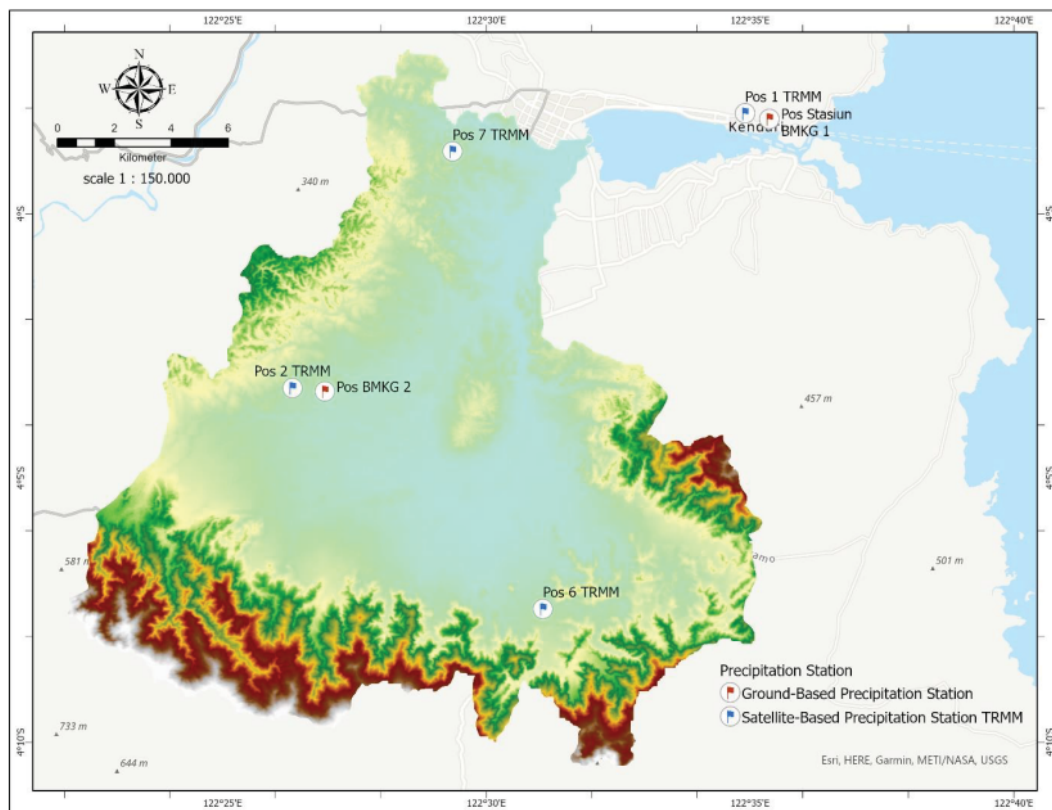 122°25'E
122°30'E
122°35'E
122°40'E
N
W
E
S
0 2 4 6
Kilometer
scale 1 : 150.000
340 m
Pos 7 TRMM
Pos 1 TRMM
Pos Stasiun
BMKG 1
4°S
4°S
Pos 2 TRMM
Pos BMKG 2
457 m
4°5'S
4°5'S
581 m
501 m
Pos 6 TRMM
Precipitation Station
Ground-Based Precipitation Station
Satellite-Based Precipitation Station TRMM
733 m
644 m
4°10'S
4°10'S
Esri, HERE, Garmin, METI/NASA, USGS
122°25'E
122°30'E
122°35'E
122°40'E